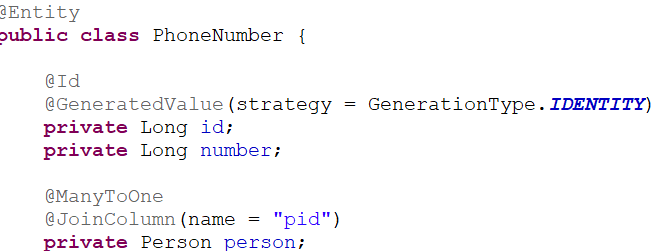 @Entity
public class PhoneNumber {
@Id
@GeneratedValue(strategy = GenerationType.IDENTITY)
private Long id;
private Long number;
@ManyToOne
@JoinColumn(name = "pid")
private Person person;